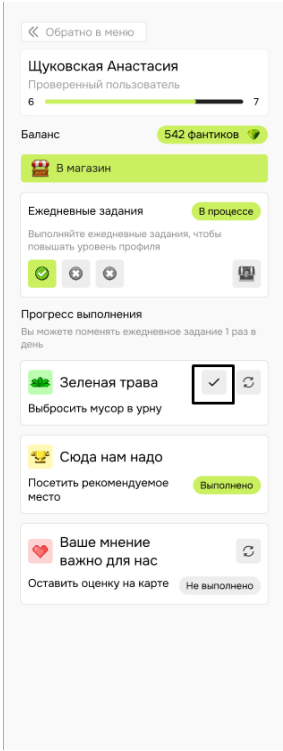 Обратно в меню
Щуковская Анастасия
Проверенный пользователь
6 7
Баланс 542 фантиков
В магазин
Ежедневные задания В процессе
Выполняйте ежедневные задания, чтобы
повышать уровень профиля
Прогресс выполнения
Вы можете поменять ежедневное задание 1 раз в
день
Зеленая трава
Выбросить мусор в урну
Сюда нам надо
Посетить рекомендуемое
место
Выполнено
Ваше мнение
важно для нас
Оставить оценку на карте Не выполнено